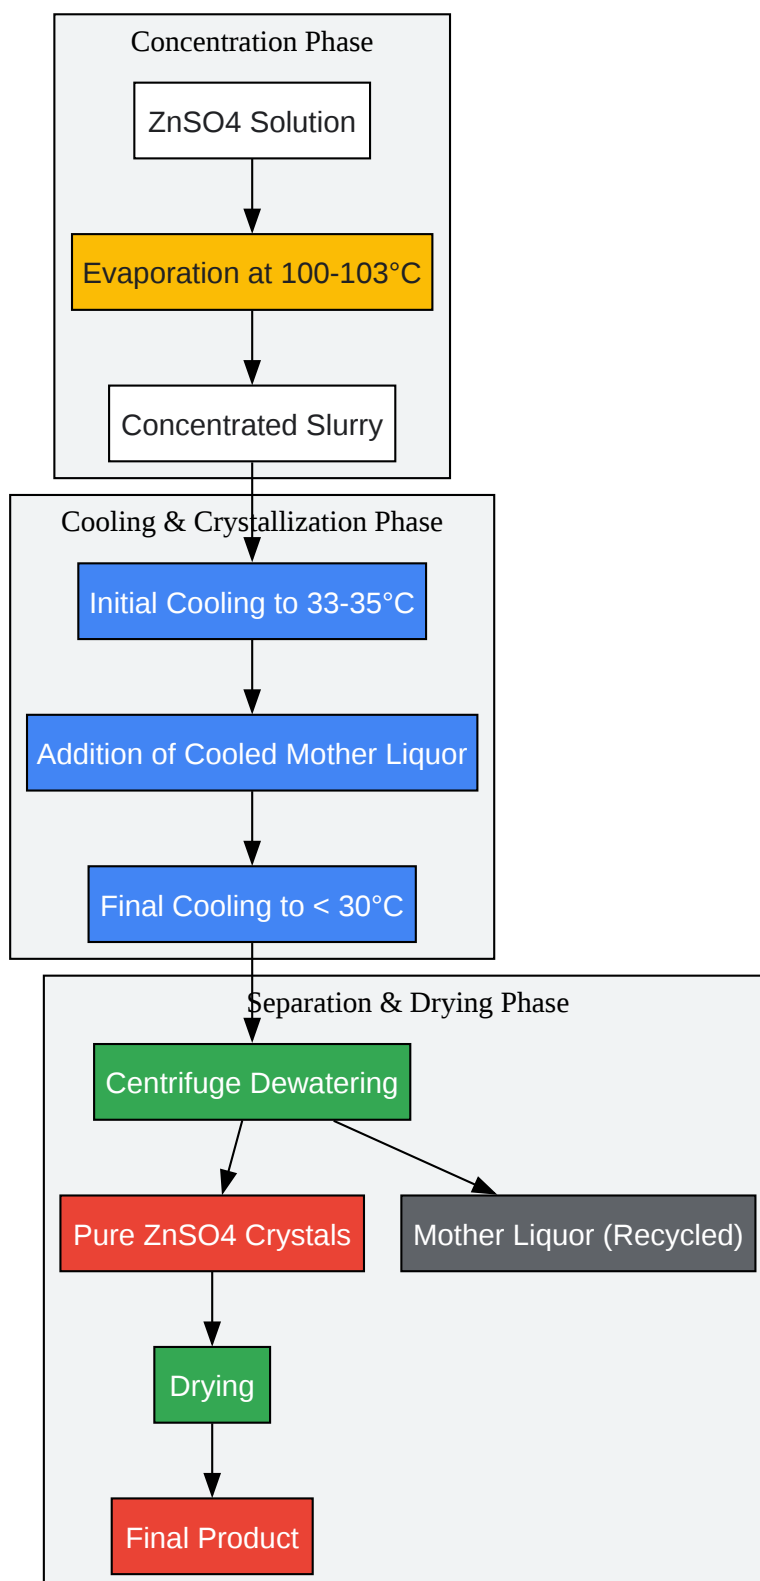 Concentration Phase
ZnSO4 Solution
Evaporation at 100-103°C
Concentrated Slurry
Cooling & Crystallization Phase
Initial Cooling to 33-35°C
Addition of Cooled Mother Liquor
Final Cooling to < 30°C
Separation & Drying Phase
Centrifuge Dewatering
Pure ZnSO4 Crystals
Mother Liquor (Recycled)
Drying
Final Product